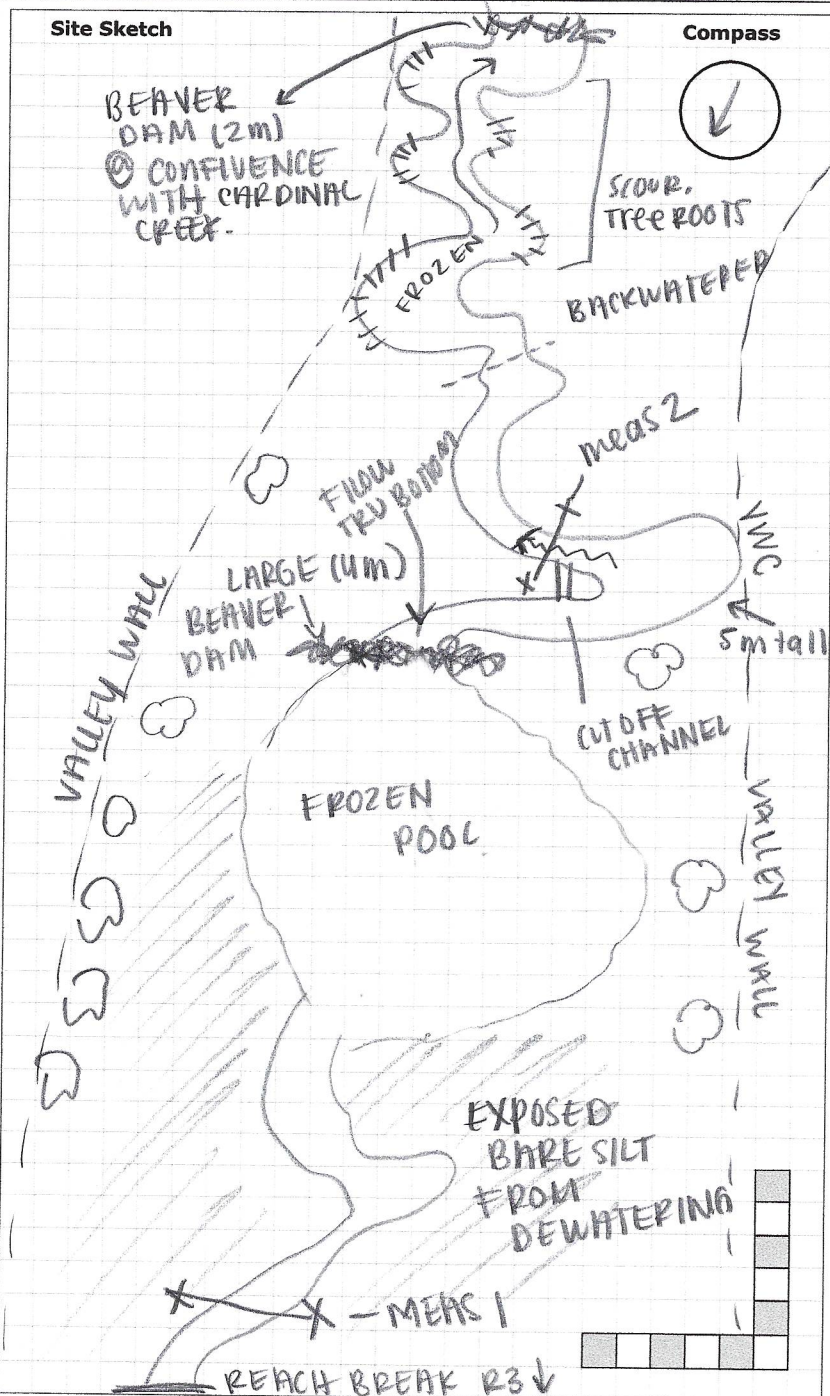 Site Sketch
Compass
BEAVER
DAM (2m)
@ CONFLUENCE
WITH CARDINAL
CREEK.
SCOUR,
Tree ROOTS
FROZEN
BACKWATERED
meas 2
FLOW
TRU BOTTOM
VWC
5m tall
LARGE (4m)
BEAVER
DAM
VALLEY WALL
CUTOFF
CHANNEL
FROZEN
POOL
VALLEY WALL
EXPOSED
BARE SILT
FROM
DEWATERING
X X — MEAS 1
REACH BREAK R3 ↓